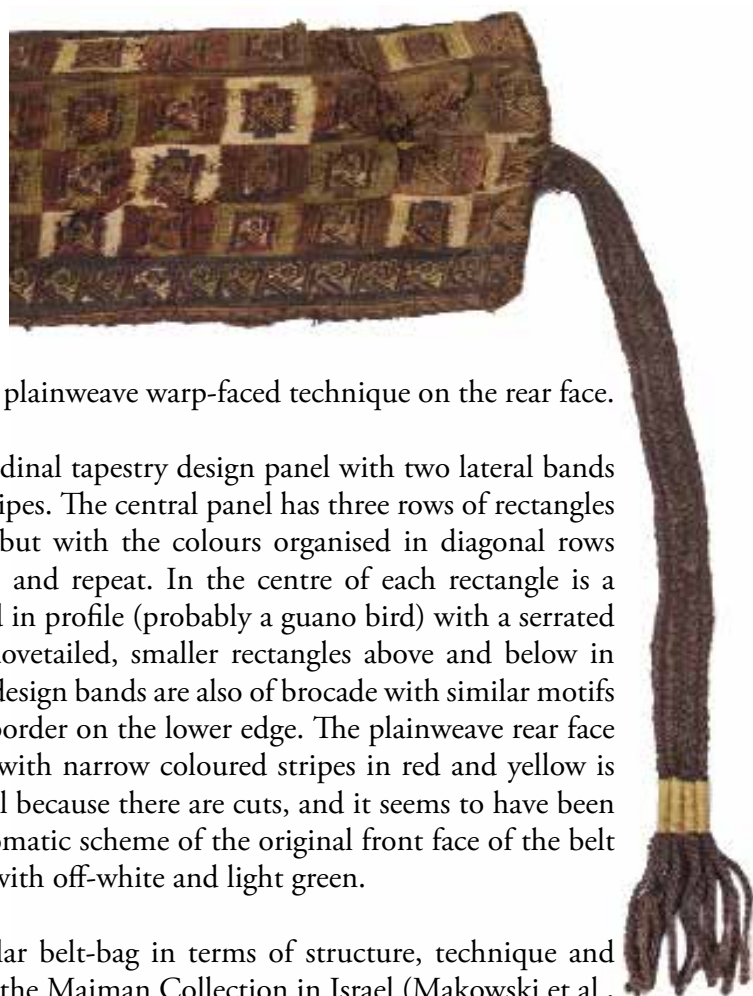 plainweave warp-faced technique on the rear face.
dinal tapestry design panel with two lateral bands
ipes. The central panel has three rows of rectangles
but with the colours organised in diagonal rows
and repeat. In the centre of each rectangle is a
l in profile (probably a guano bird) with a serrated
lovetailed, smaller rectangles above and below in
design bands are also of brocade with similar motifs
border on the lower edge. The plainweave rear face
with narrow coloured stripes in red and yellow is
l because there are cuts, and it seems to have been
omatic scheme of the original front face of the belt
with off-white and light green.
lar belt-bag in terms of structure, technique and
the Maiman Collection in Israel (Makowski et al.,